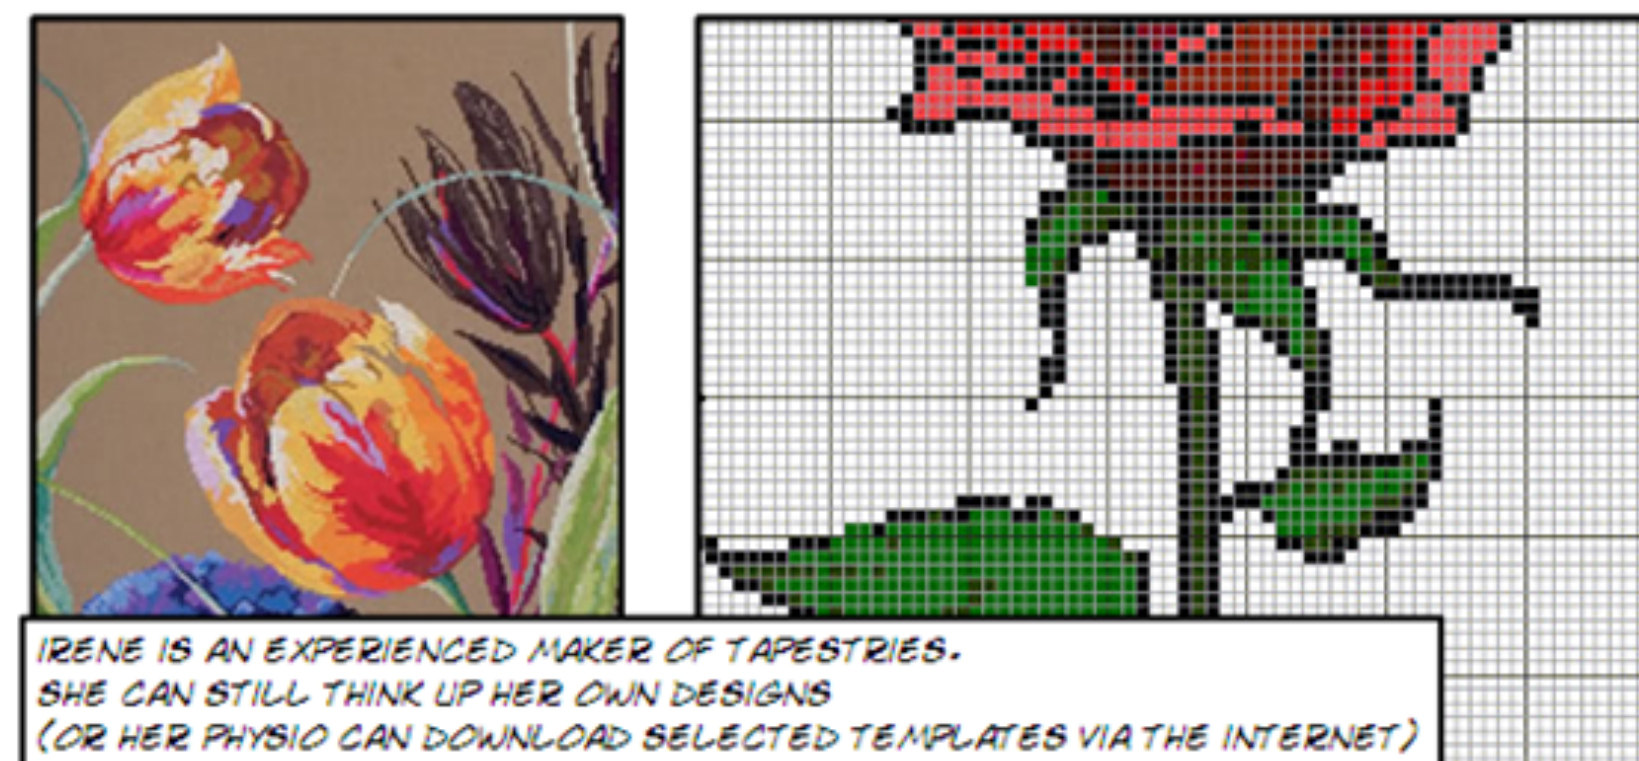 IRENE IS AN EXPERIENCED MAKER OF TAPESTRIES.
SHE CAN STILL THINK UP HER OWN DESIGNS
(OR HER PHYSIO CAN DOWNLOAD SELECTED TEMPLATES VIA THE INTERNET)